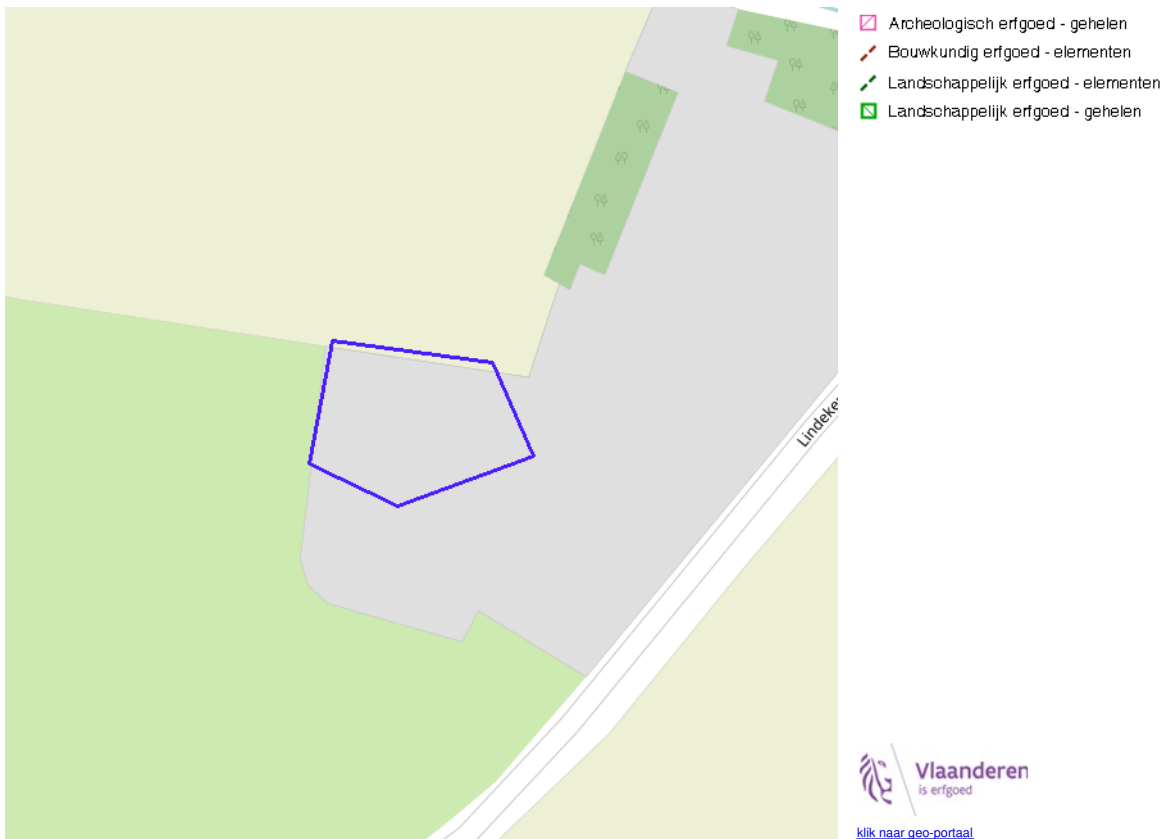 Archeologisch erfgoed - gehelen
Bouwkundig erfgoed - elementen
Landschappelijk erfgoed - elementen
Landschappelijk erfgoed - gehelen
Lindeke
Vlaanderen
is erfgoed
klik naar geo-portaal